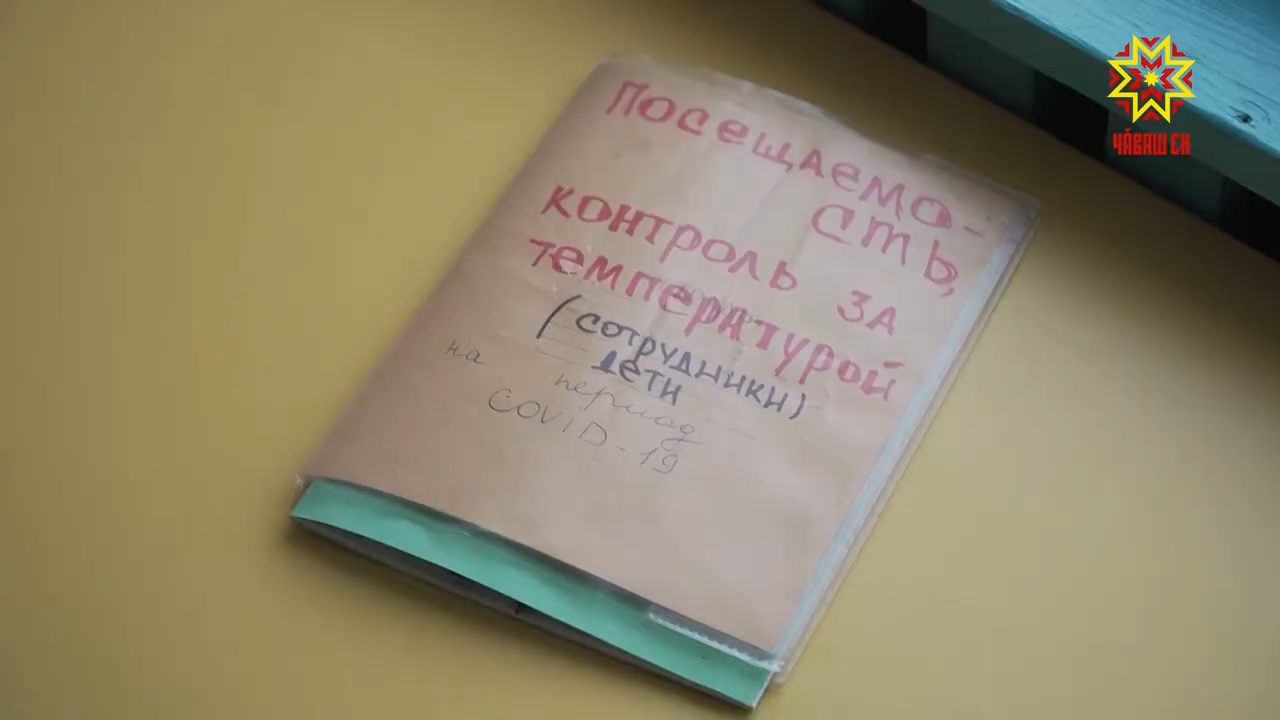 ЧĂВАШ ЕН
Посещаемо-
сть,
контроль за
температурой
(сотрудники)
дети
на период
COVID-19